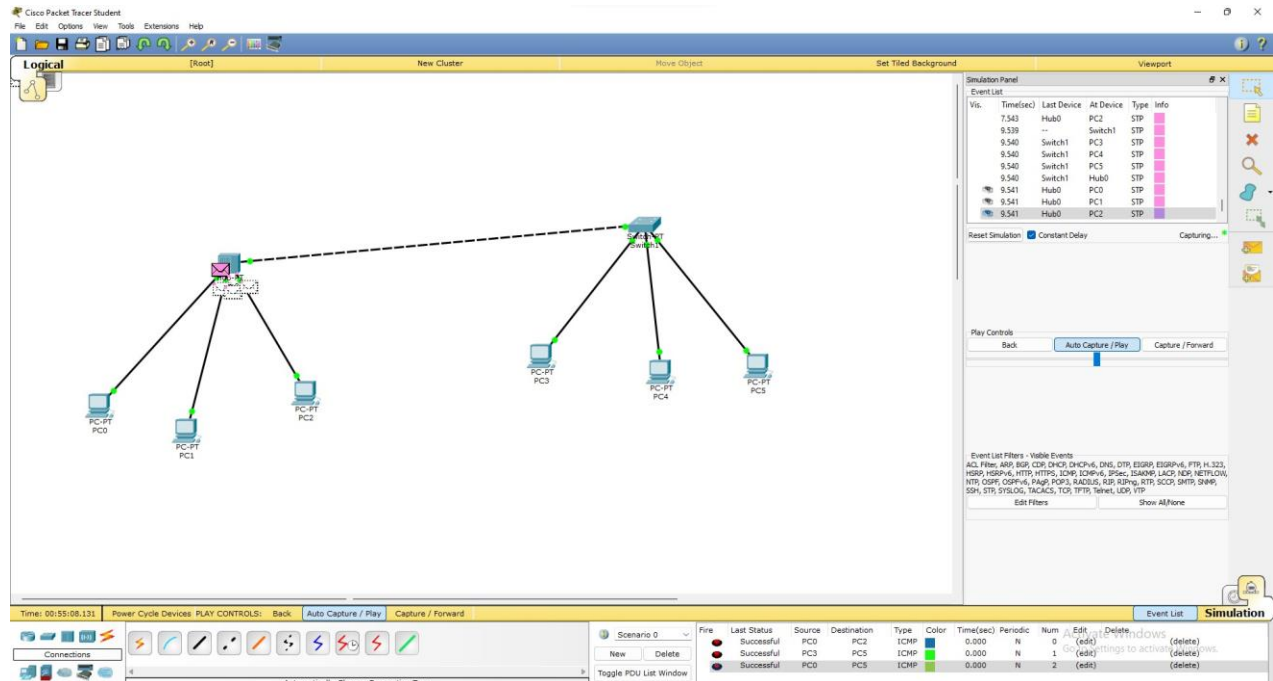 Cisco Packet Tracer Student
File Edit Options View Tools Extensions Help
Logical [Root] New Cluster Move Object Set Tiled Background Viewport
Simulation Panel
Event List
Vis. Time(sec) Last Device At Device Type Info
7.543 Hub0 PC2 STP
9.539 -- Switch1 STP
9.540 Switch1 PC3 STP
9.540 Switch1 PC4 STP
9.540 Switch1 PC5 STP
9.540 Switch1 Hub0 STP
9.541 Hub0 PC0 STP
9.541 Hub0 PC1 STP
9.541 Hub0 PC2 STP
Reset Simulation Constant Delay Capturing...
Play Controls
Back Auto Capture / Play Capture / Forward
Switch-PT
Switch1
PC-PT
PC0
PC-PT
PC1
PC-PT
PC2
PC-PT
PC3
PC-PT
PC4
PC-PT
PC5
Event List Filters - Visible Events
ACL Filter, ARP, BGP, CDP, DHCP, DHCPv6, DNS, DTP, EIGRP, EIGRPv6, FTP, H.323,
HSRP, HSRPv6, HTTP, HTTPS, ICMP, ICMPv6, IPSec, ISAKMP, LACP, NDP, NETFLOW,
NTP, OSPF, OSPFv6, PAgP, POP3, RADIUS, RIP, RIPng, RTP, SCCP, SMTP, SNMP,
SSH, STP, SYSLOG, TACACS, TCP, TFTP, Telnet, UDP, VTP
Edit Filters Show All/None
Time: 00:55:08.131 Power Cycle Devices PLAY CONTROLS: Back Auto Capture / Play Capture / Forward Event List Simulation
Connections
Scenario 0
New Delete
Toggle PDU List Window
Fire Last Status Source Destination Type Color Time(sec) Periodic Num Edit Delete
Successful PC0 PC2 ICMP 0.000 N 0 (edit) (delete)
Successful PC3 PC5 ICMP 0.000 N 1 (edit) (delete)
Successful PC0 PC5 ICMP 0.000 N 2 (edit) (delete)
Activate Windows
Go to Settings to activate Windows.